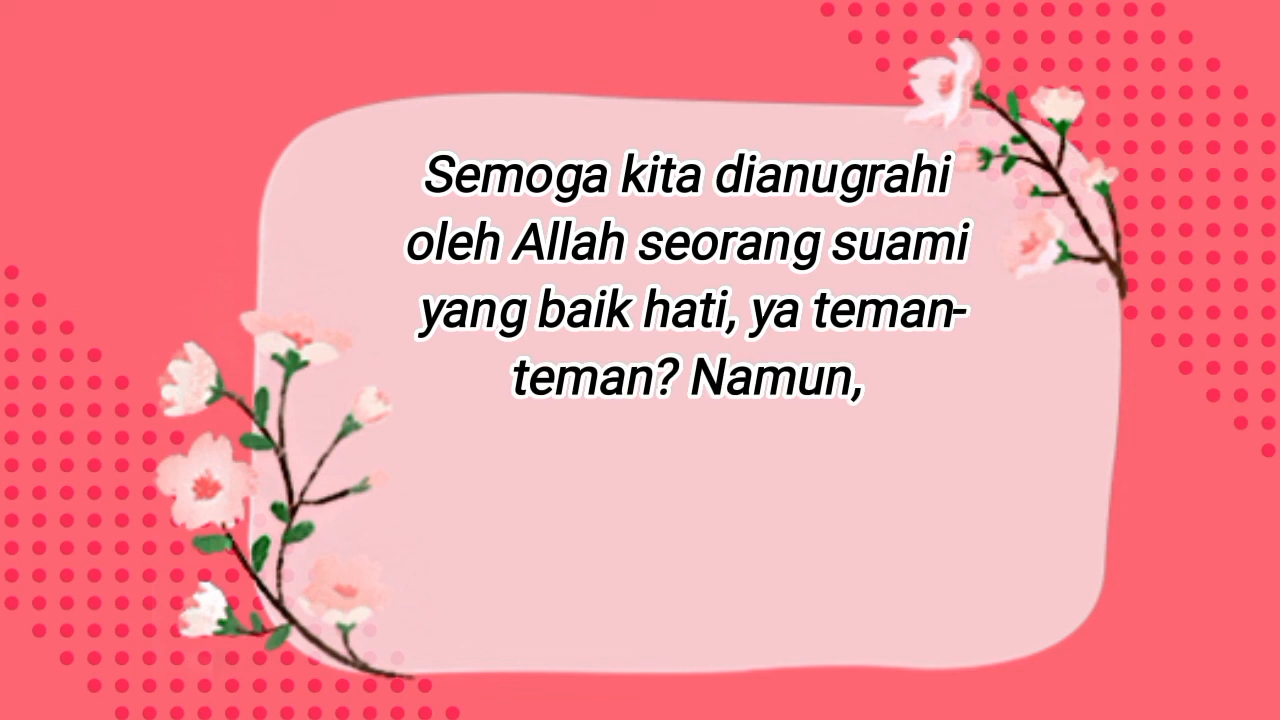 Semoga kita dianugrahi
oleh Allah seorang suami
yang baik hati, ya teman-
teman? Namun,